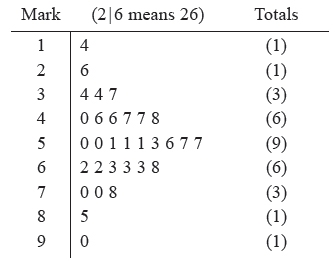 Mark (2|6 means 26) Totals
1 4 (1)
2 6 (1)
3 4 4 7 (3)
4 0 6 6 7 7 8 (6)
5 0 0 1 1 1 3 6 7 7 (9)
6 2 2 3 3 3 8 (6)
7 0 0 8 (3)
8 5 (1)
9 0 (1)